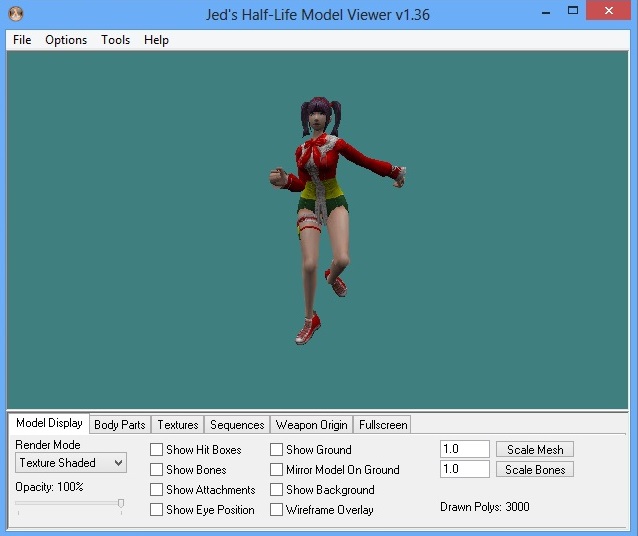 Jed's Half-Life Model Viewer v1.36
File Options Tools Help
Model Display Body Parts Textures Sequences Weapon Origin Fullscreen
Render Mode
Texture Shaded
Opacity: 100%
Show Hit Boxes
Show Bones
Show Attachments
Show Eye Position
Show Ground
Mirror Model On Ground
Show Background
Wireframe Overlay
1.0 Scale Mesh
1.0 Scale Bones
Drawn Polys: 3000